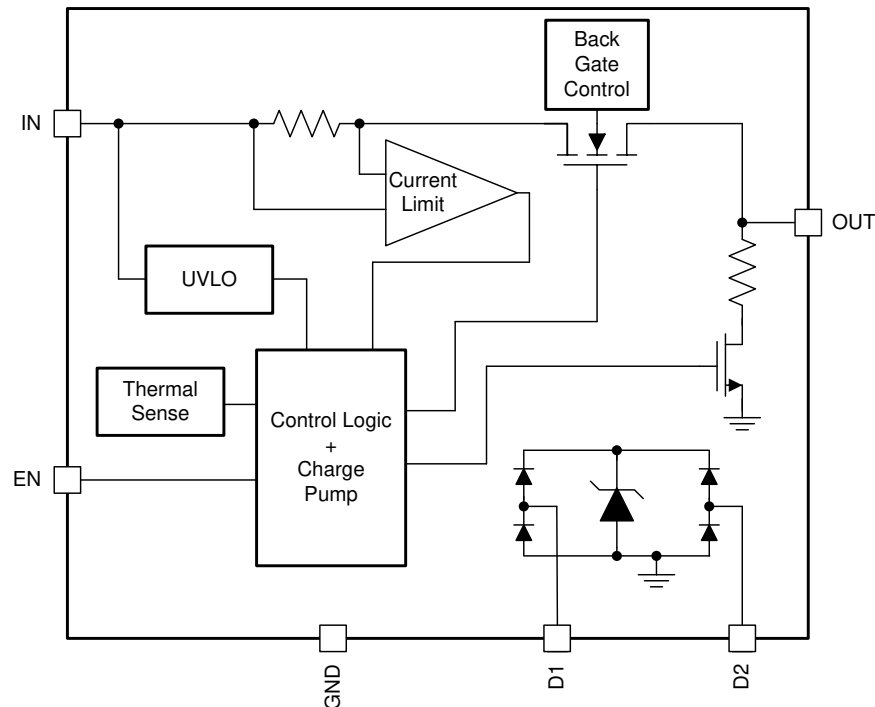 Back
Gate
Control
IN
Current
Limit
OUT
UVLO
Thermal
Sense
Control Logic
+
Charge
Pump
EN
GND
D1
D2